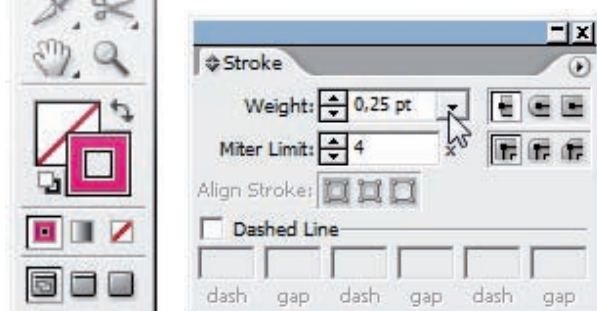 Stroke
Weight: 0,25 pt
Miter Limit: 4 x
Align Stroke:
Dashed Line
dash gap dash gap dash gap